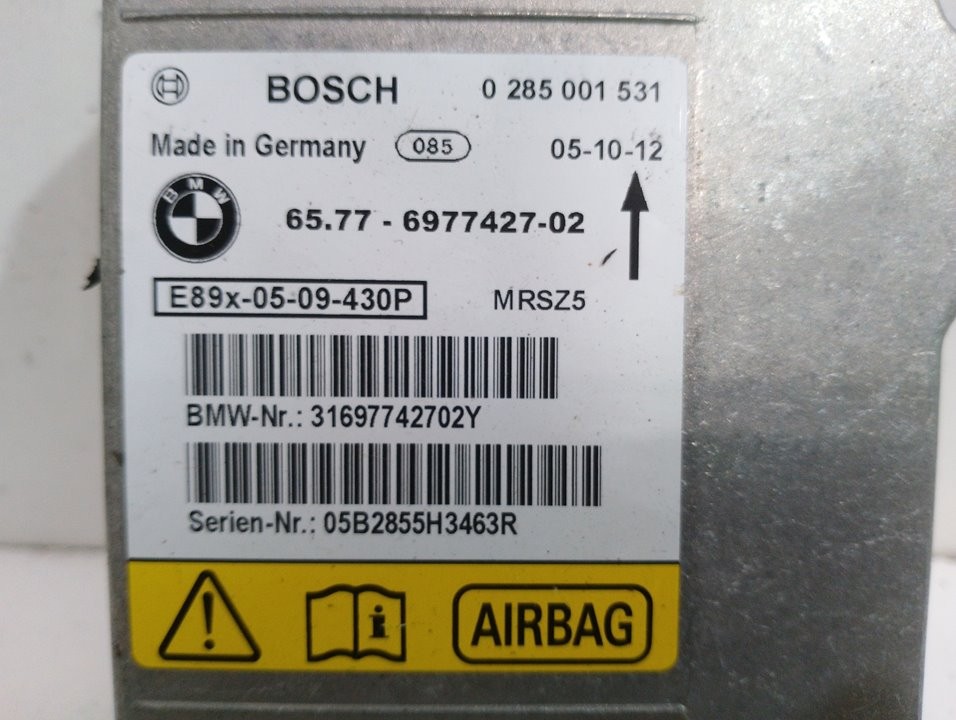 BOSCH 0 285 001 531
Made in Germany 085 05-10-12
BMW
65.77 - 6977427-02
E89x-05-09-430P MRSZ5
BMW-Nr.: 31697742702Y
Serien-Nr.: 05B2855H3463R
AIRBAG